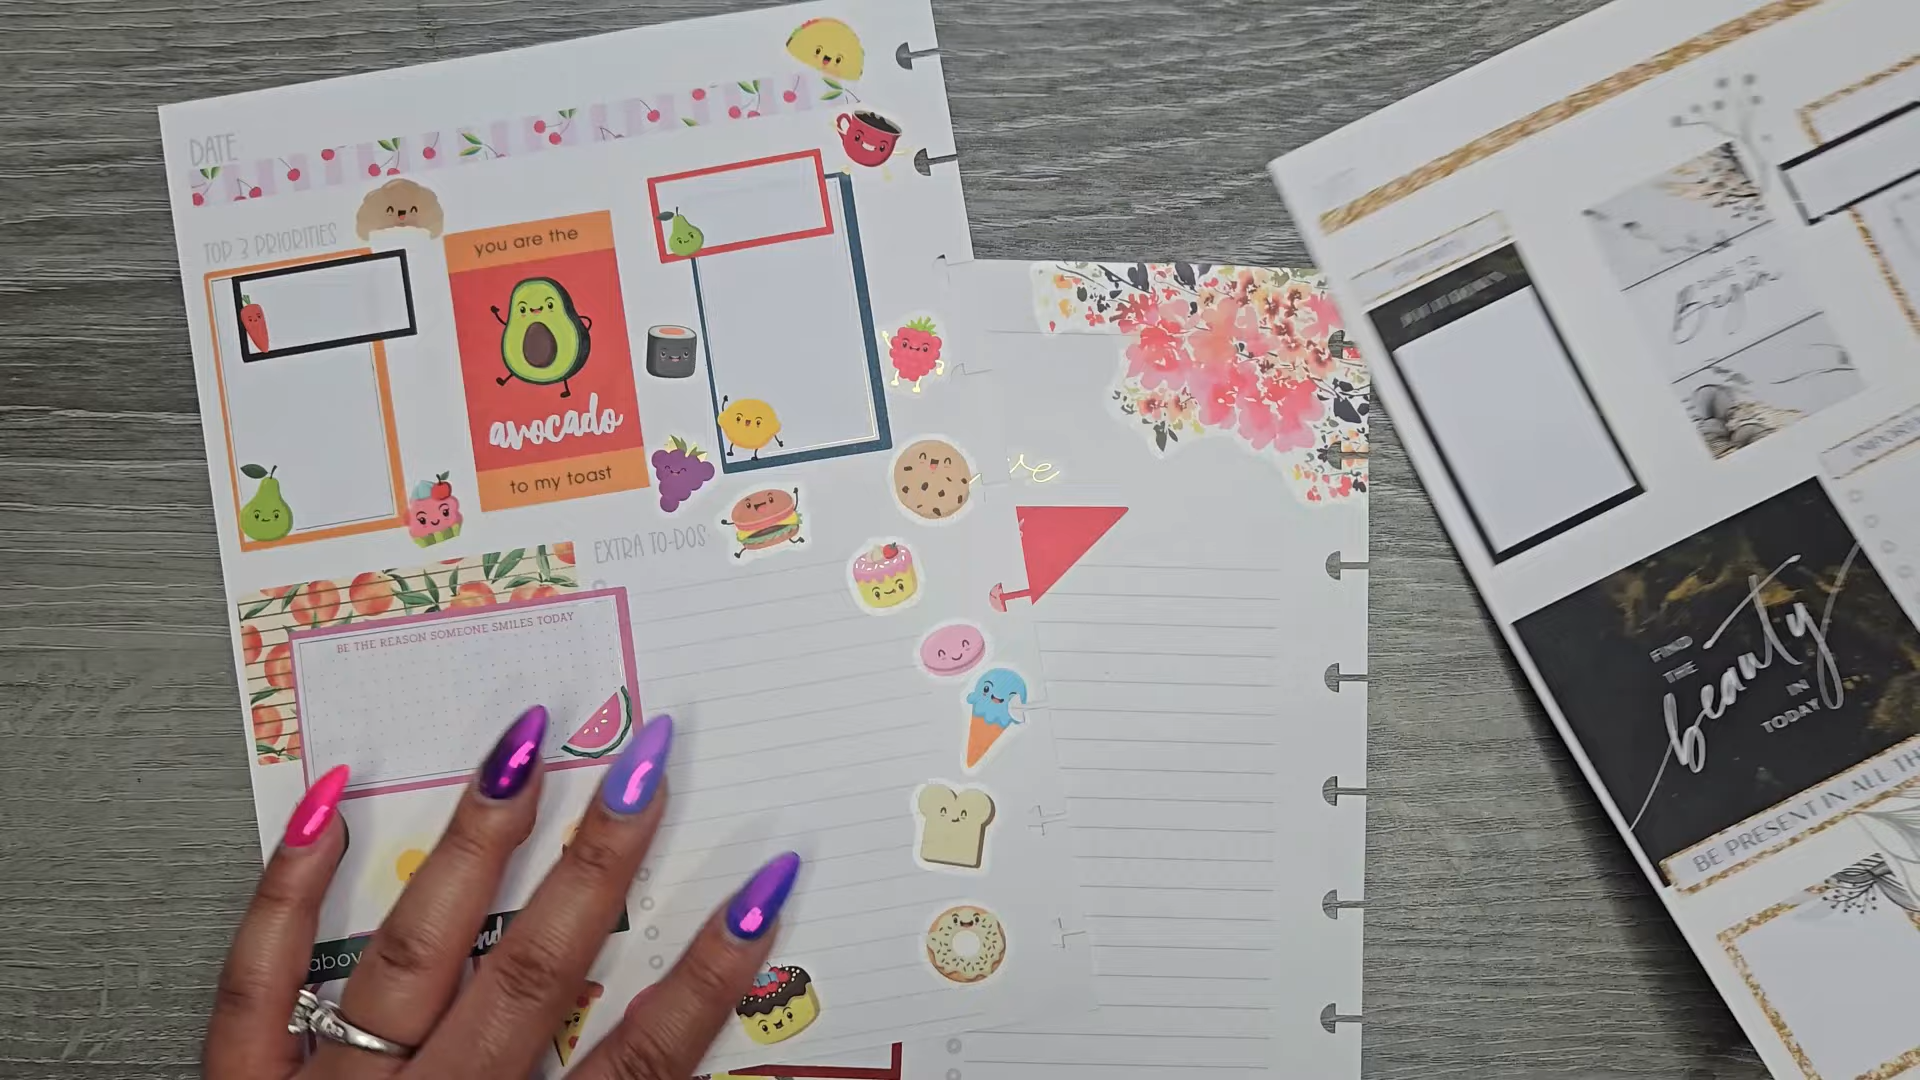 DATE
TOP 3 PRIORITIES
you are the
avocado
to my toast
EXTRA TO-DOS
BE THE REASON SOMEONE SMILES TODAY
Begin
FIND
THE
beauty
IN
TODAY
BE PRESENT IN ALL